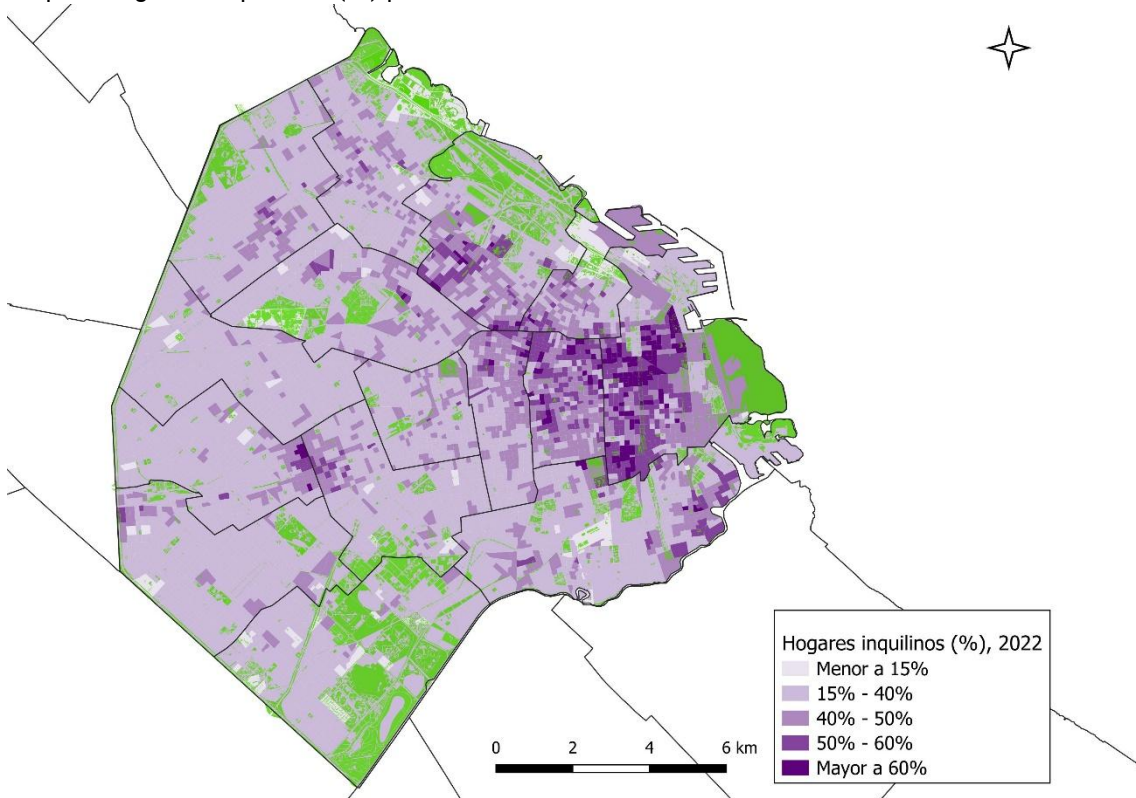 Hogares inquilinos (%), 2022
Menor a 15%
15% - 40%
40% - 50%
50% - 60%
Mayor a 60%
0 2 4 6 km